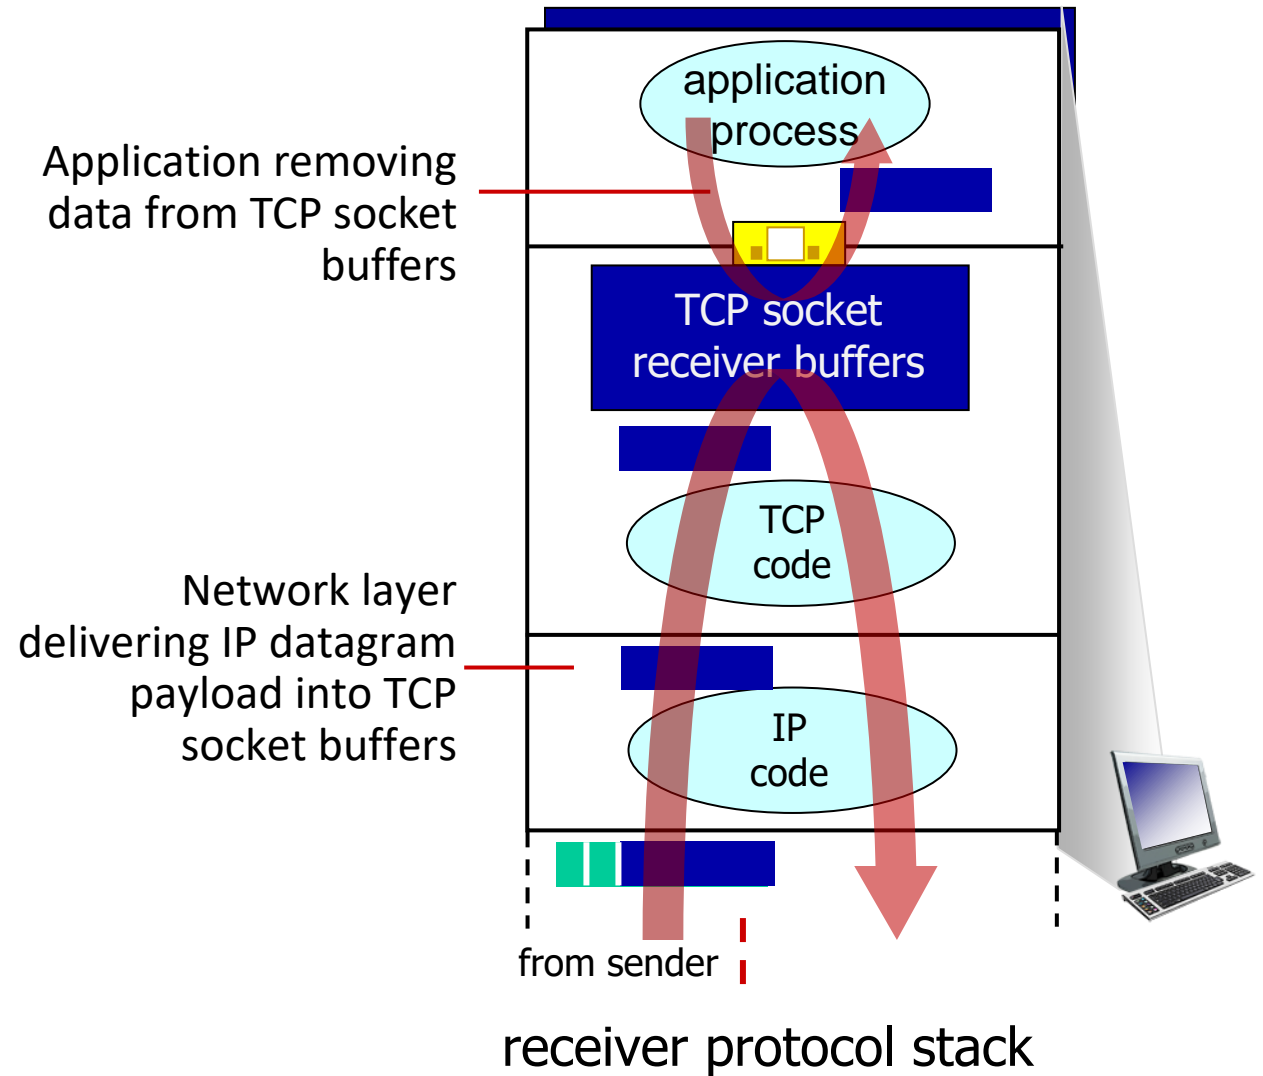 application
process
Application removing
data from TCP socket
buffers
TCP socket
receiver buffers
TCP
code
Network layer
delivering IP datagram
payload into TCP
socket buffers
IP
code
from sender
receiver protocol stack